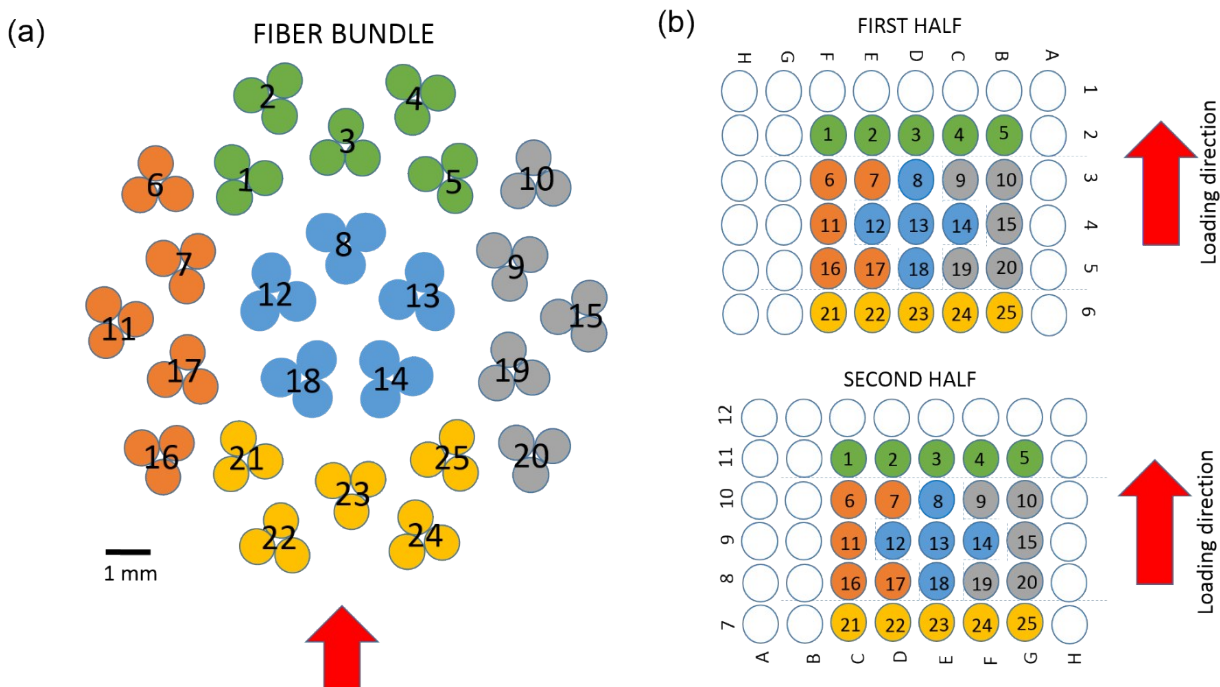 (a)
FIBER BUNDLE
2
4
3
1
5
10
6
8
7
9
12
13
11
15
17
18
14
19
16
21
25
20
23
22
24
1 mm
(b)
FIRST HALF
H G F E D C B A
1
1 2 3 4 5 2
6 7 8 9 10 3
11 12 13 14 15 4
16 17 18 19 20 5
21 22 23 24 25 6
Loading direction
SECOND HALF
12
11 1 2 3 4 5
10 6 7 8 9 10
9 11 12 13 14 15
8 16 17 18 19 20
7 21 22 23 24 25
A B C D E F G H
Loading direction